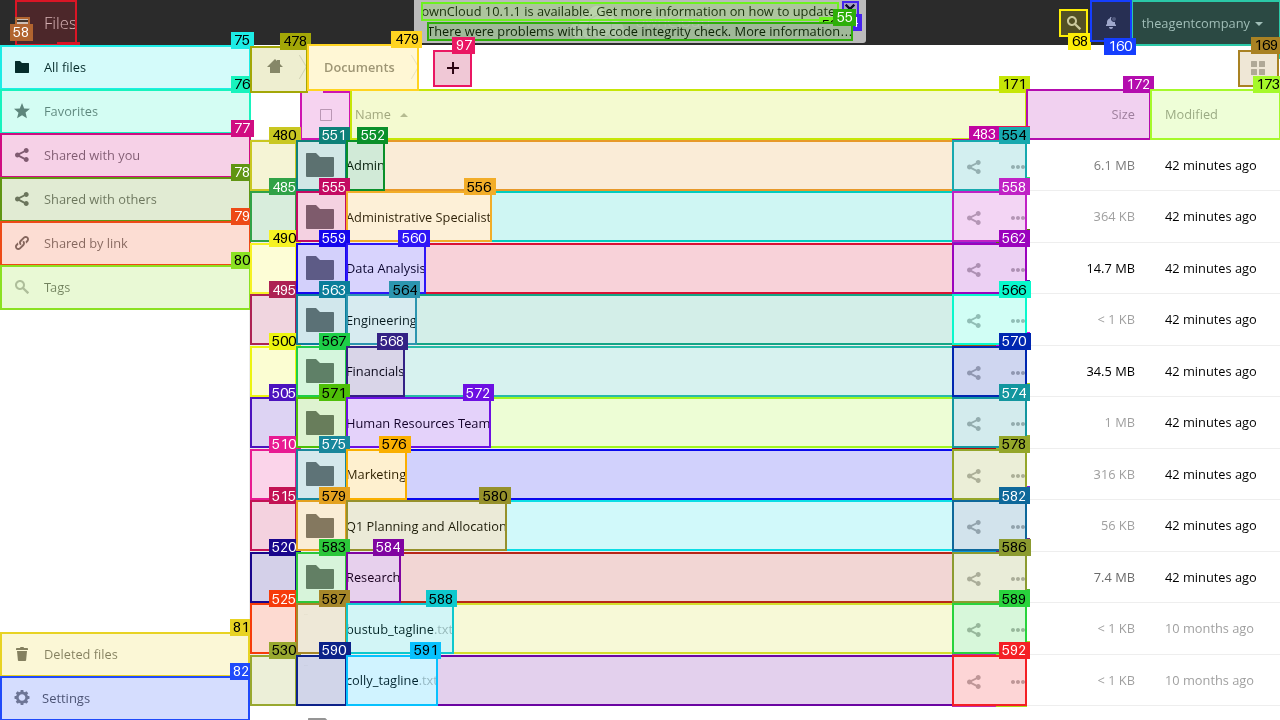 Files
58
ownCloud 10.1.1 is available. Get more information on how to update
There were problems with the code integrity check. More information...
55
68
160
theagentcompany
75
All files
76
Favorites
77
Shared with you
78
Shared with others
79
Shared by link
80
Tags
81
Deleted files
82
Settings
478
479
Documents
97
+
169
Name
171
Size
172
Modified
173
480 551 552 Admin 483 554 6.1 MB 42 minutes ago
485 555 556 Administrative Specialist 558 364 KB 42 minutes ago
490 559 560 Data Analysis 562 14.7 MB 42 minutes ago
495 563 564 Engineering 566 < 1 KB 42 minutes ago
500 567 568 Financials 570 34.5 MB 42 minutes ago
505 571 572 Human Resources Team 574 1 MB 42 minutes ago
510 575 576 Marketing 578 316 KB 42 minutes ago
515 579 580 Q1 Planning and Allocation 582 56 KB 42 minutes ago
520 583 584 Research 586 7.4 MB 42 minutes ago
525 587 588 bustub_tagline.txt 589 < 1 KB 10 months ago
530 590 591 colly_tagline.txt 592 < 1 KB 10 months ago